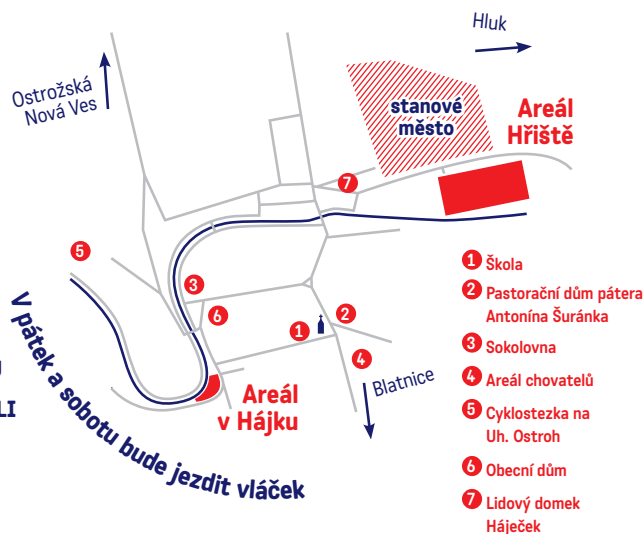 Hluk
Ostrožská
Nová Ves
stanové
město
Areál
Hřiště
7
5
3
6
1
2
4
Blatnice
Areál
v Hájku
V pátek a sobotu bude jezdit vláček
U
LI
1 Škola
2 Pastorační dům pátera
Antonína Šuránka
3 Sokolovna
4 Areál chovatelů
5 Cyklostezka na
Uh. Ostroh
6 Obecní dům
7 Lidový domek
Háječek